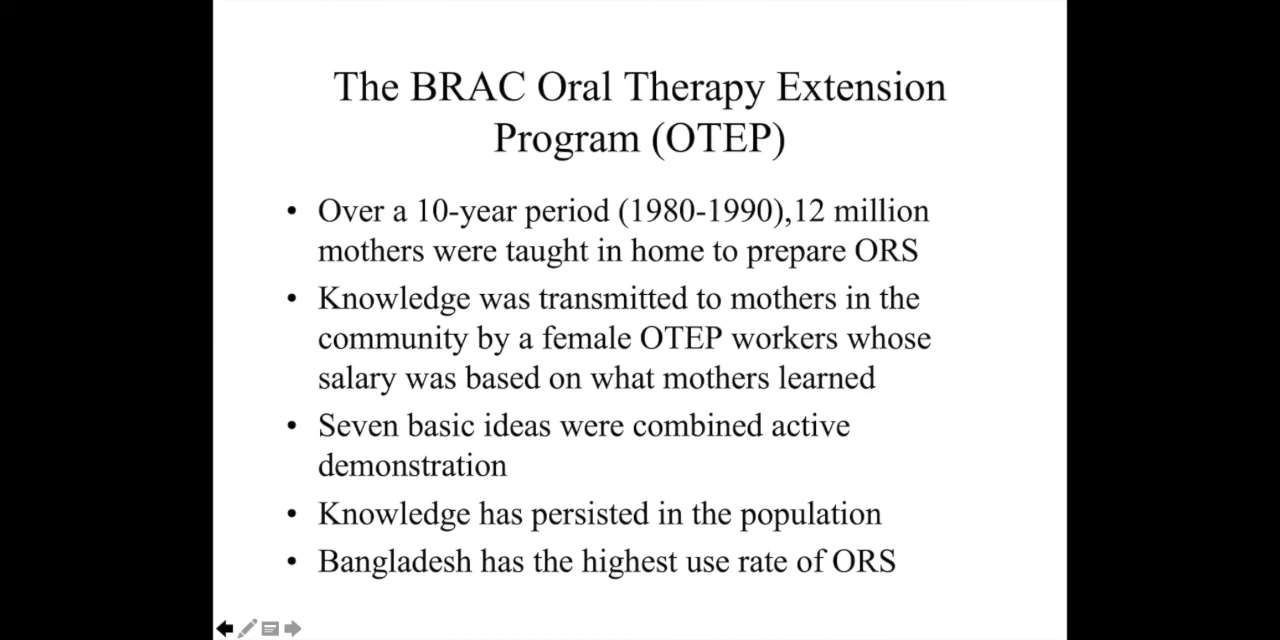 The BRAC Oral Therapy Extension
Program (OTEP)
• Over a 10-year period (1980-1990),12 million
mothers were taught in home to prepare ORS
• Knowledge was transmitted to mothers in the
community by a female OTEP workers whose
salary was based on what mothers learned
• Seven basic ideas were combined active
demonstration
• Knowledge has persisted in the population
• Bangladesh has the highest use rate of ORS